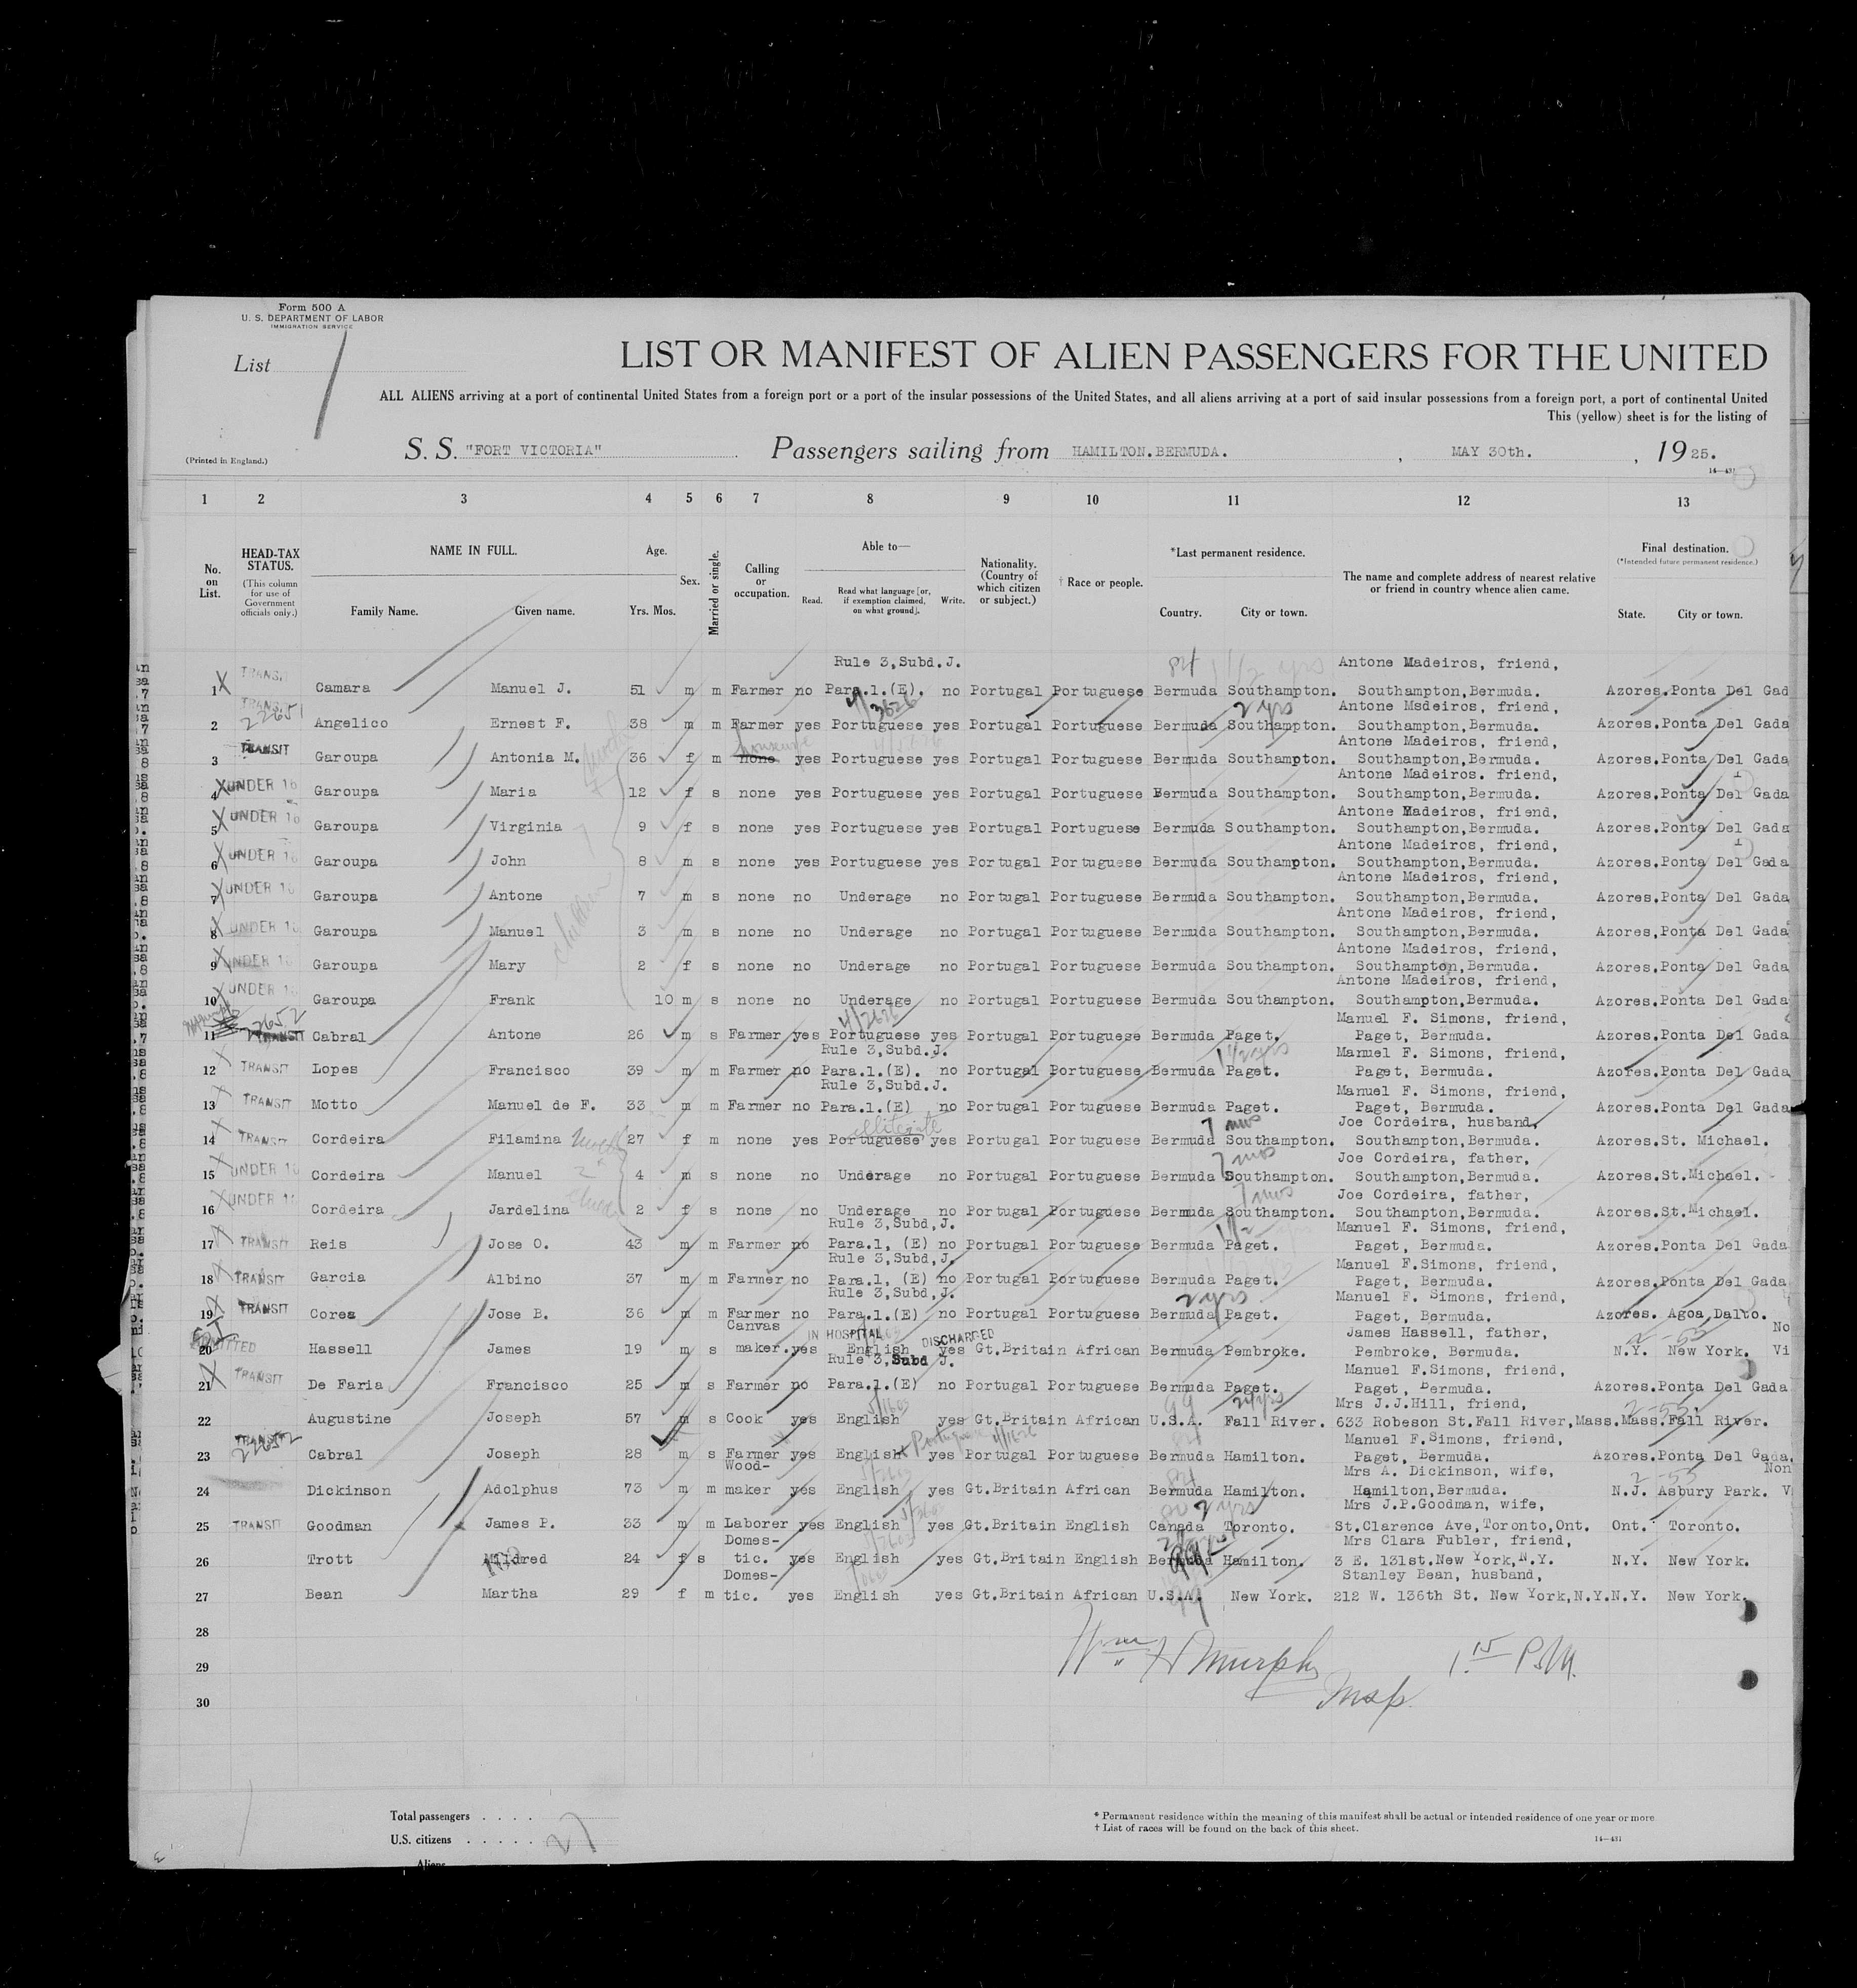 Form 500 A
U. S. DEPARTMENT OF LABOR
IMMIGRATION SERVICE
List 1
LIST OR MANIFEST OF ALIEN PASSENGERS FOR THE UNITED
ALL ALIENS arriving at a port of continental United States from a foreign port or a port of the insular possessions of the United States, and all aliens arriving at a port of said insular possessions from a foreign port, a port of continental United
This (yellow) sheet is for the listing of
(Printed in England.)
S. S. "FORT VICTORIA" Passengers sailing from HAMILTON.BERMUDA. , MAY 30th. , 1925.
14—431
1 2 3 4 5 6 7 8 9 10 11 12 13
No. on List.
HEAD-TAX STATUS.
(This column for use of Government officials only.)
NAME IN FULL.
Family Name. Given name.
Age.
Yrs. Mos.
Sex.
Married or single.
Calling or occupation.
Able to—
Read. Read what language [or, if exemption claimed, on what ground]. Write.
Nationality. (Country of which citizen or subject.)
† Race or people.
*Last permanent residence.
Country. City or town.
The name and complete address of nearest relative or friend in country whence alien came.
Final destination.
(*Intended future permanent residence.)
State. City or town.
Rule 3,Subd.J. Antone Madeiros, friend,
1 X TRANSIT Camara Manuel J. 51 m m Farmer no Para.1.(E). no Portugal Portuguese Bermuda Southampton. Southampton,Bermuda. Azores.Ponta Del Gad
2 yrs Antone Msdeiros, friend,
2 TRANSIT 22651 Angelico Ernest F. 38 m m Farmer yes Portuguese yes Portugal Portuguese Bermuda Southampton. Southampton,Bermuda. Azores.Ponta Del Gada
housewife Antone Madeiros, friend,
3 TRANSIT Garoupa Antonia M. 36 f m none yes Portuguese yes Portugal Portuguese Bermuda Southampton. Southampton,Bermuda. Azores.Ponta Del Gada
Antone Madeiros. friend,
4 X UNDER 16 Garoupa Maria 12 f s none yes Portuguese yes Portugal Portuguese Bermuda Southampton. Southampton,Bermuda. Azores.Ponta Del Gada
Antone Madeiros, friend,
5 X UNDER 16 Garoupa Virginia 9 f s none yes Portuguese yes Portugal Portuguese Bermuda Southampton. Southampton,Bermuda. Azores.Ponta Del Gada
Antone Madeiros, friend,
6 X UNDER 16 Garoupa John 8 m s none yes Portuguese yes Portugal Portuguese Bermuda Southampton. Southampton,Bermuda. Azores.Ponta Del Gada
Antone Madeiros, friend,
7 X UNDER 16 Garoupa Antone 7 m s none no Underage no Portugal Portuguese Bermuda Southampton. Southampton,Bermuda. Azores.Ponta Del Gada
Antone Madeiros, friend,
8 X UNDER 16 Garoupa Manuel 3 m s none no Underage no Portugal Portuguese Bermuda Southampton. Southampton,Bermuda. Azores,Ponta Del Gada
Antone Madeiros, friend,
9 X UNDER 16 Garoupa Mary 2 f s none no Underage no Portugal Portuguese Bermuda Southampton. Southampton,Bermuda. Azores.Ponta Del Gada
Antone Madeiros, friend,
10 X UNDER 16 Garoupa Frank 10 m s none no Underage no Portugal Portuguese Bermuda Southampton. Southampton,Bermuda. Azores.Ponta Del Gada
Manuel F. Simons, friend,
11 22652 TRANSIT Cabral Antone 26 m s Farmer yes Portuguese yes Portugal Portuguese Bermuda Paget. Paget, Bermuda. Azores.Ponta Del Gada
Rule 3,Subd.J. 1 1/2 yrs Manuel F. Simons, friend,
12 X TRANSIT Lopes Francisco 39 m m Farmer no Para.1.(E). no Portugal Portuguese Bermuda Paget. Paget, Bermuda. Azores.Ponta Del Gada
Rule 3,Subd.J. Manuel F. Simons, friend,
13 X TRANSIT Motto Manuel de F. 33 m m Farmer no Para.1.(E) no Portugal Portuguese Bermuda Paget. Paget, Bermuda. Azores.Ponta Del Gada
7 mos Joe Cordeira, husband,
14 X TRANSIT Cordeira Filamina 27 f m none yes Portuguese yes Portugal Portuguese Bermuda Southampton. Southampton,Bermuda. Azores.St. Michael.
7 mos Joe Cordeira, father,
15 X UNDER 16 Cordeira Manuel 4 m s none no Underage no Portugal Portuguese Bermuda Southampton. Southampton,Bermuda. Azores.St.Michael.
7 mos Joe Cordeira, father,
16 X UNDER 16 Cordeira Jardelina 2 f s none no Underage no Portugal Portuguese Bermuda Southampton. Southampton,Bermuda. Azores.St.Michael.
Rule 3,Subd,J. Manuel F. Simons, friend,
17 X TRANSIT Reis Jose O. 43 m m Farmer no Para.1, (E) no Portugal Portuguese Bermuda Paget. Paget, Bermuda. Azores.Ponta Del Gada
Rule 3,Subd,J. Manuel F.Simons, friend,
18 X TRANSIT Garcia Albino 37 m m Farmer no Para.1, (E) no Portugal Portuguese Bermuda Paget. Paget, Bermuda. Azores.Ponta Del Gada
Rule 3,Subd,J. 2 yrs Manuel F. Simons, friend,
19 X TRANSIT Corea Jose B. 36 m m Farmer no Para.1.(E) no Portugal Portuguese Bermuda Paget. Paget, Bermuda. Azores. Agoa Dalto.
Canvas IN HOSPITAL DISCHARGED James Hassell, father, No
20 ADMITTED Hassell James 19 m s maker.yes English yes Gt.Britain African Bermuda Pembroke. Pembroke, Bermuda. N.Y. New York. Vi
Rule 3,Subd J. Manuel F.Simons, friend,
21 X TRANSIT De Faria Francisco 25 m s Farmer no Para.1.(E) no Portugal Portuguese Bermuda Paget. Paget, Bermuda. Azores.Ponta Del Gada
Mrs J.J.Hill, friend,
22 Augustine Joseph 57 m s Cook yes English yes Gt.Britain African U.S.A. Fall River. 633 Robeson St.Fall River,Mass.Mass.Fall River.
Portuguese Manuel F.Simons, friend,
23 TRANSIT 22652 Cabral Joseph 28 m s Farmer yes English yes Portugal Portuguese Bermuda Hamilton. Paget, Bermuda. Azores.Ponta Del Gada.
Wood- Mrs A. Dickinson, wife, Non
24 Dickinson Adolphus 73 m m maker yes English yes Gt.Britain African Bermuda Hamilton. Hamilton,Bermuda. N.J. Asbury Park. V
2 yrs Mrs J.P.Goodman, wife,
25 TRANSIT Goodman James P. 33 m m Laborer yes English yes Gt.Britain English Canada Toronto. St.Clarence Ave,Toronto,Ont. Ont. Toronto.
Domes- Mrs Clara Fubler, friend,
26 Trott Mildred 24 f s tic. yes English yes Gt.Britain English Bermuda Hamilton. 3 E. 131st.New York,N.Y. N.Y. New York.
Domes- Stanley Bean, husband,
27 Bean Martha 29 f m tic. yes English yes Gt.Britain African U.S.A. New York. 212 W. 136th St. New York,N.Y.N.Y. New York.
28
29
30
Wm H Murphy
Insp.
1 15 P.M.
Total passengers . . . .
U.S. citizens . . . . . 27
Aliens
* Permanent residence within the meaning of this manifest shall be actual or intended residence of one year or more
† List of races will be found on the back of this sheet.
14—431